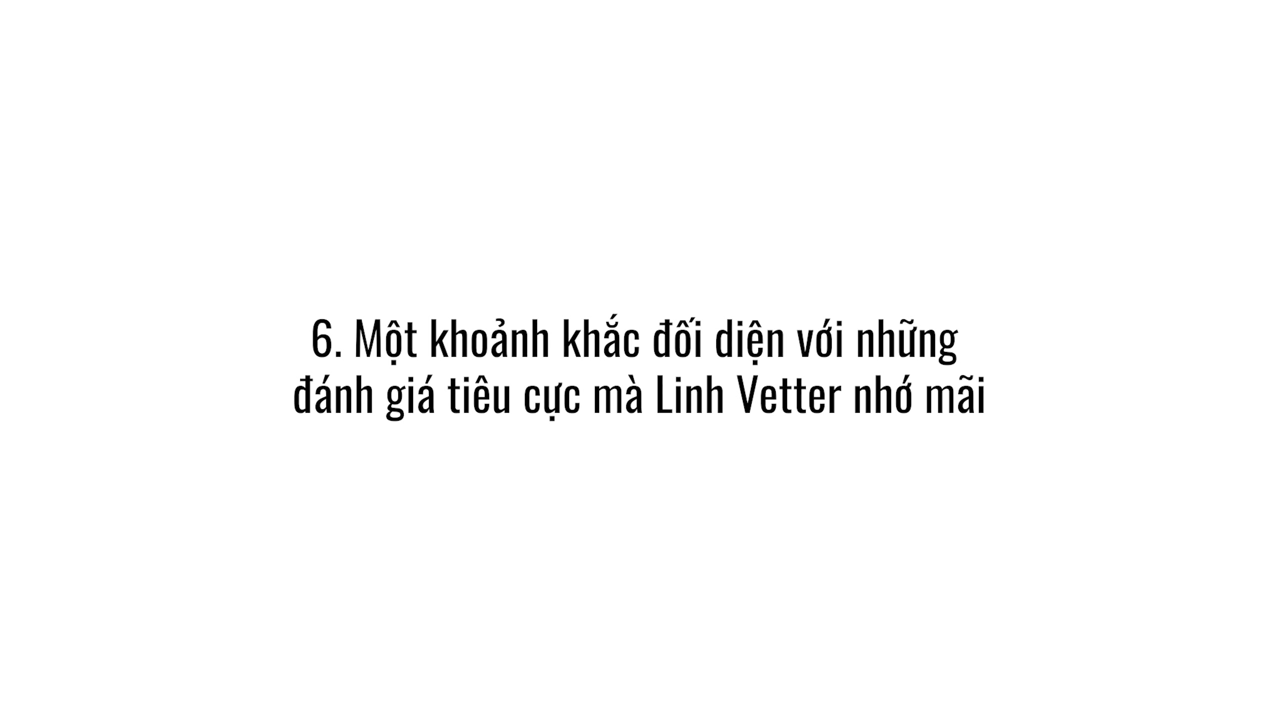 6. Một khoảnh khắc đối diện với những
đánh giá tiêu cực mà Linh Vetter nhớ mãi